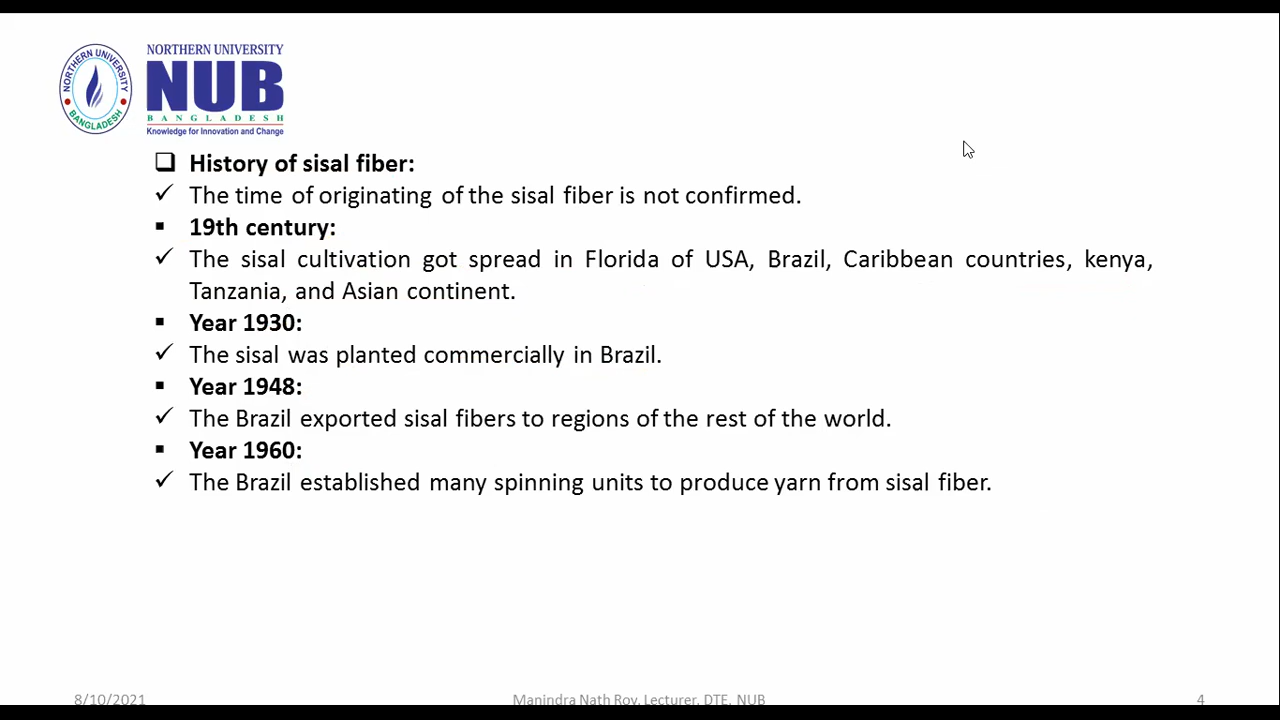 NORTHERN UNIVERSITY
BANGLADESH
NORTHERN UNIVERSITY
NUB
BANGLADESH
Knowledge for Innovation and Change
History of sisal fiber:
The time of originating of the sisal fiber is not confirmed.
19th century:
The sisal cultivation got spread in Florida of USA, Brazil, Caribbean countries, kenya,
Tanzania, and Asian continent.
Year 1930:
The sisal was planted commercially in Brazil.
Year 1948:
The Brazil exported sisal fibers to regions of the rest of the world.
Year 1960:
The Brazil established many spinning units to produce yarn from sisal fiber.
8/10/2021
Manindra Nath Roy, Lecturer, DTE, NUB
4